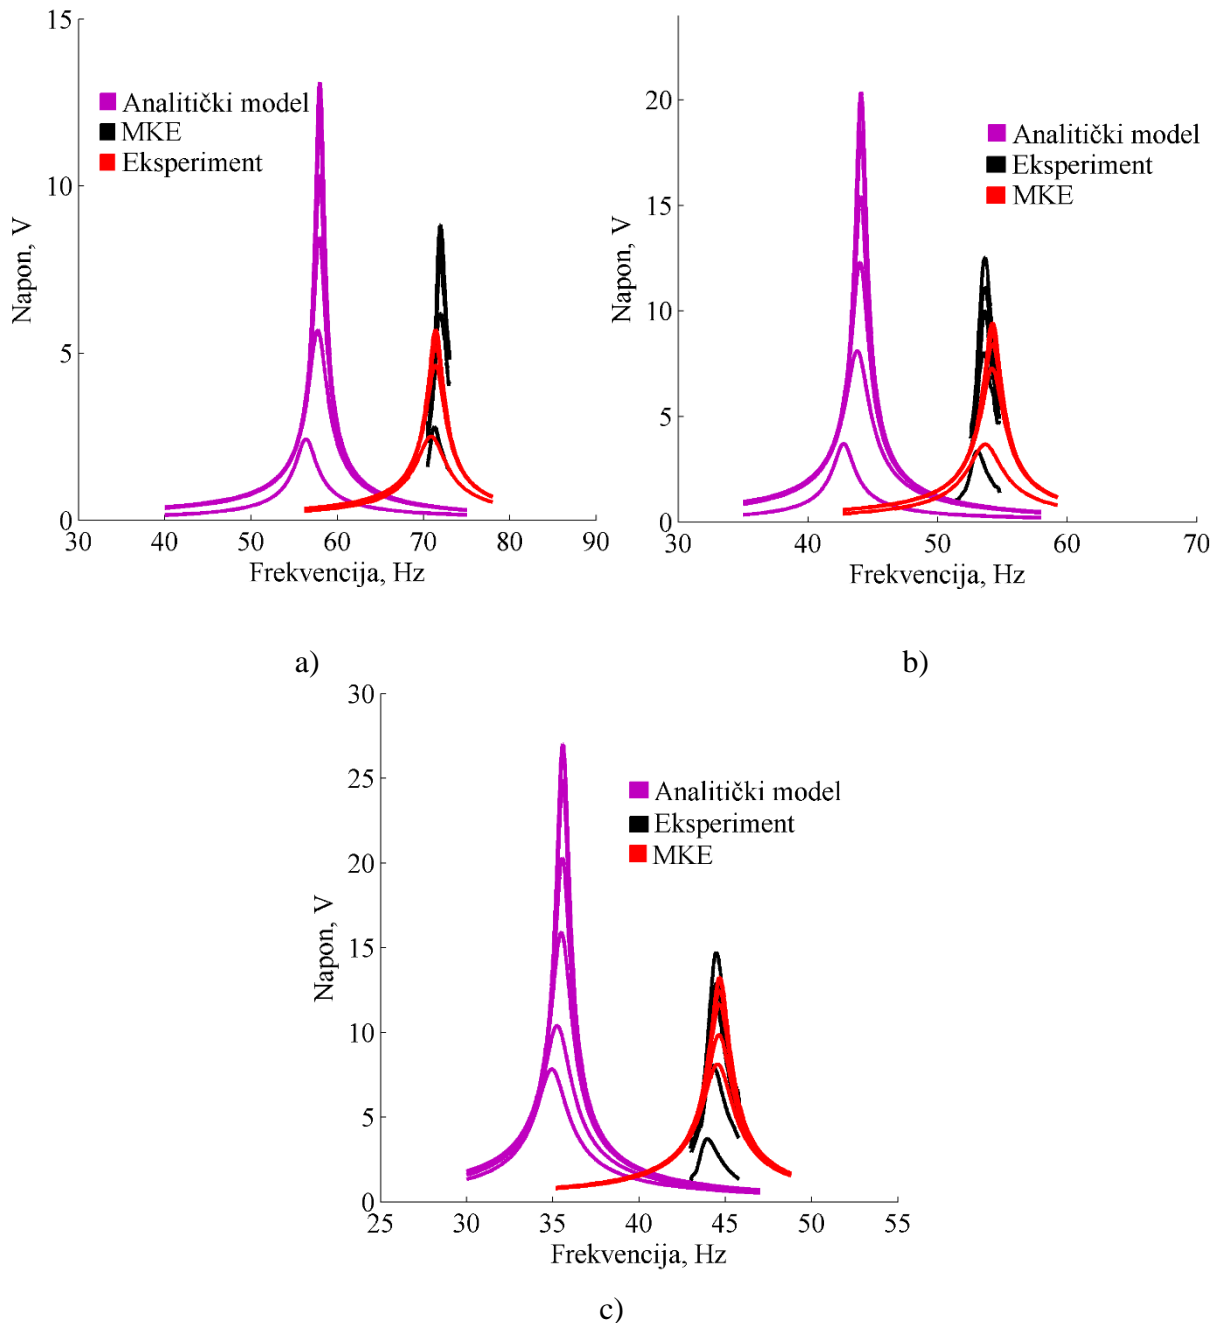 15
10
5
0
Napon, V
Analitički model
MKE
Eksperiment
30 40 50 60 70 80 90
Frekvencija, Hz
a)
20
15
10
5
0
Napon, V
Analitički model
Eksperiment
MKE
30 40 50 60 70
Frekvencija, Hz
b)
30
25
20
15
10
5
0
Napon, V
Analitički model
Eksperiment
MKE
25 30 35 40 45 50 55
Frekvencija, Hz
c)